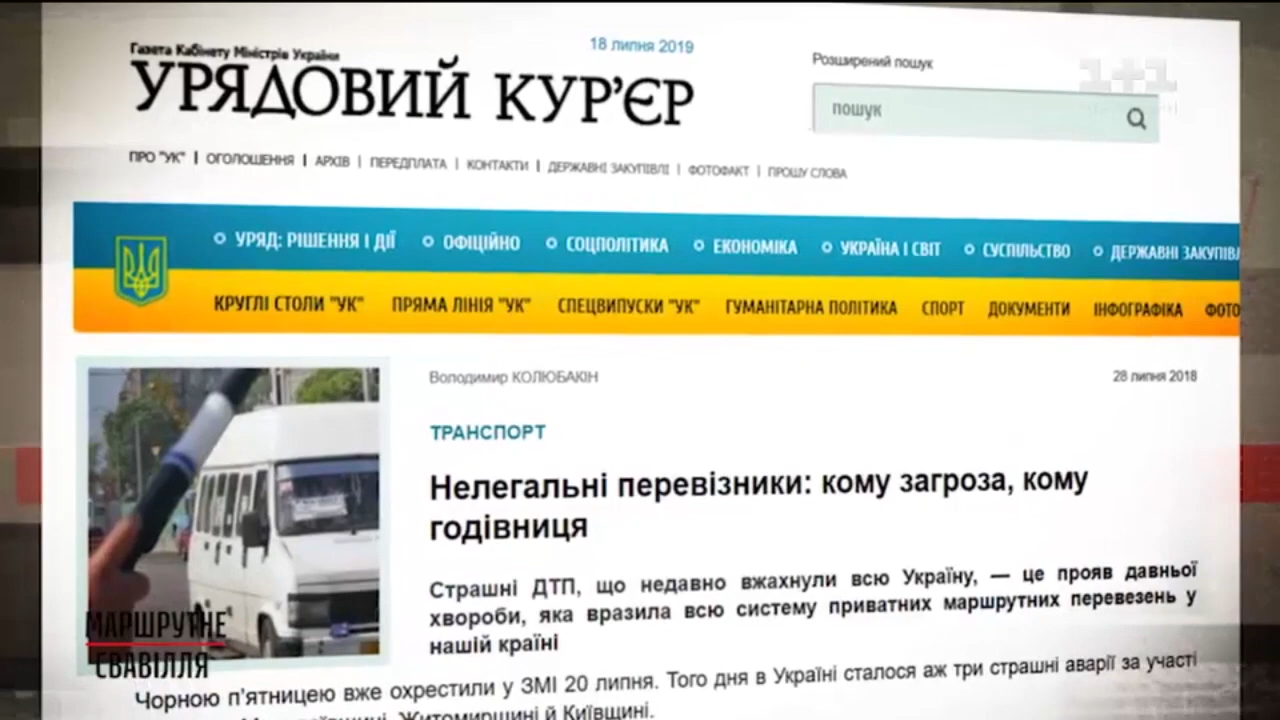 Газета Кабінету Міністрів України
18 липня 2019
УРЯДОВИЙ КУР'ЄР
Розширений пошук
1+1
пошук
ПРО "УК" | ОГОЛОШЕННЯ | АРХІВ | ПЕРЕДПЛАТА | КОНТАКТИ | ДЕРЖАВНІ ЗАКУПІВЛІ | ФОТОФАКТ | ПРОШУ СЛОВА
УРЯД: РІШЕННЯ І ДІЇ ОФІЦІЙНО СОЦПОЛІТИКА ЕКОНОМІКА УКРАЇНА І СВІТ СУСПІЛЬСТВО ДЕРЖАВНІ ЗАКУПІВЛ
КРУГЛІ СТОЛИ "УК" ПРЯМА ЛІНІЯ "УК" СПЕЦВИПУСКИ "УК" ГУМАНІТАРНА ПОЛІТИКА СПОРТ ДОКУМЕНТИ ІНФОГРАФІКА ФОТО
Володимир КОЛЮБАКІН
28 липня 2018
ТРАНСПОРТ
Нелегальні перевізники: кому загроза, кому
годівниця
Страшні ДТП, що недавно вжахнули всю Україну, — це прояв давньої
хвороби, яка вразила всю систему приватних маршрутних перевезень у
нашій країні
МАРШРУТНЕ
СВАВІЛЛЯ
Чорною п'ятницею вже охрестили у ЗМІ 20 липня. Того дня в Україні сталося аж три страшні аварії за участі
Житомирщині й Київщині.